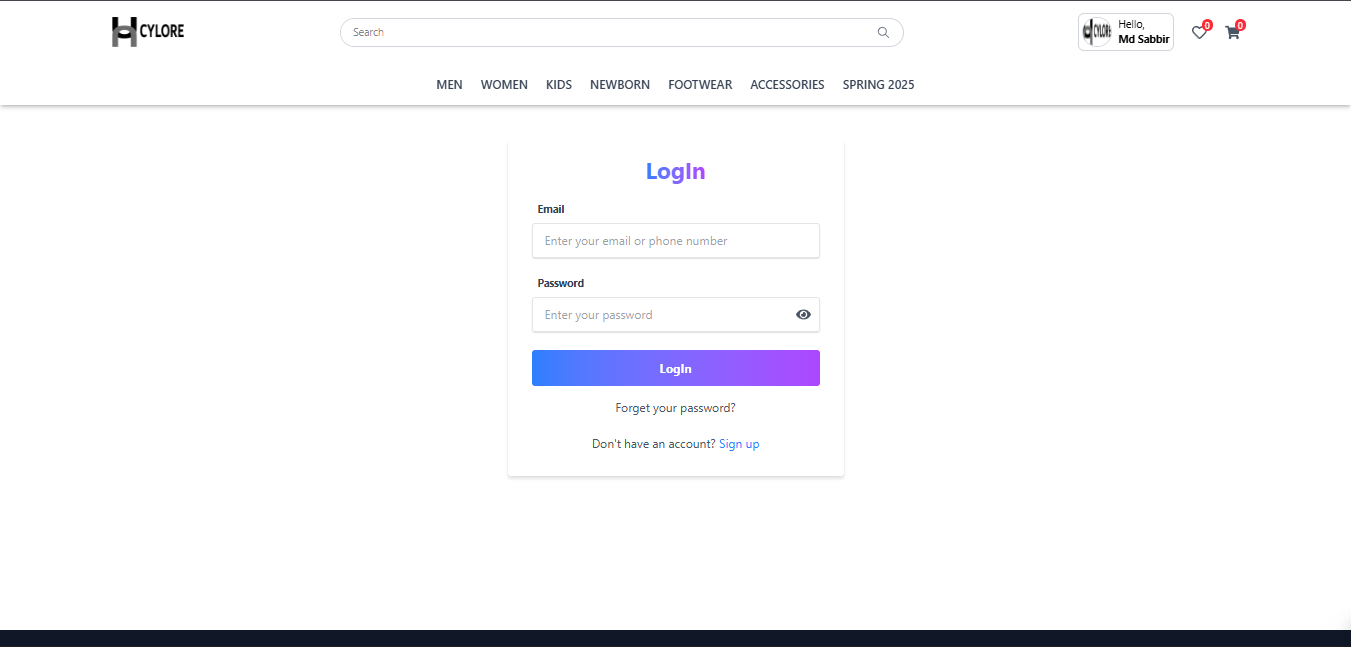 CYLORE
Search
CYLORE
Hello,
Md Sabbir
0
0
MEN WOMEN KIDS NEWBORN FOOTWEAR ACCESSORIES SPRING 2025
LogIn
Email
Enter your email or phone number
Password
Enter your password
LogIn
Forget your password?
Don't have an account? Sign up